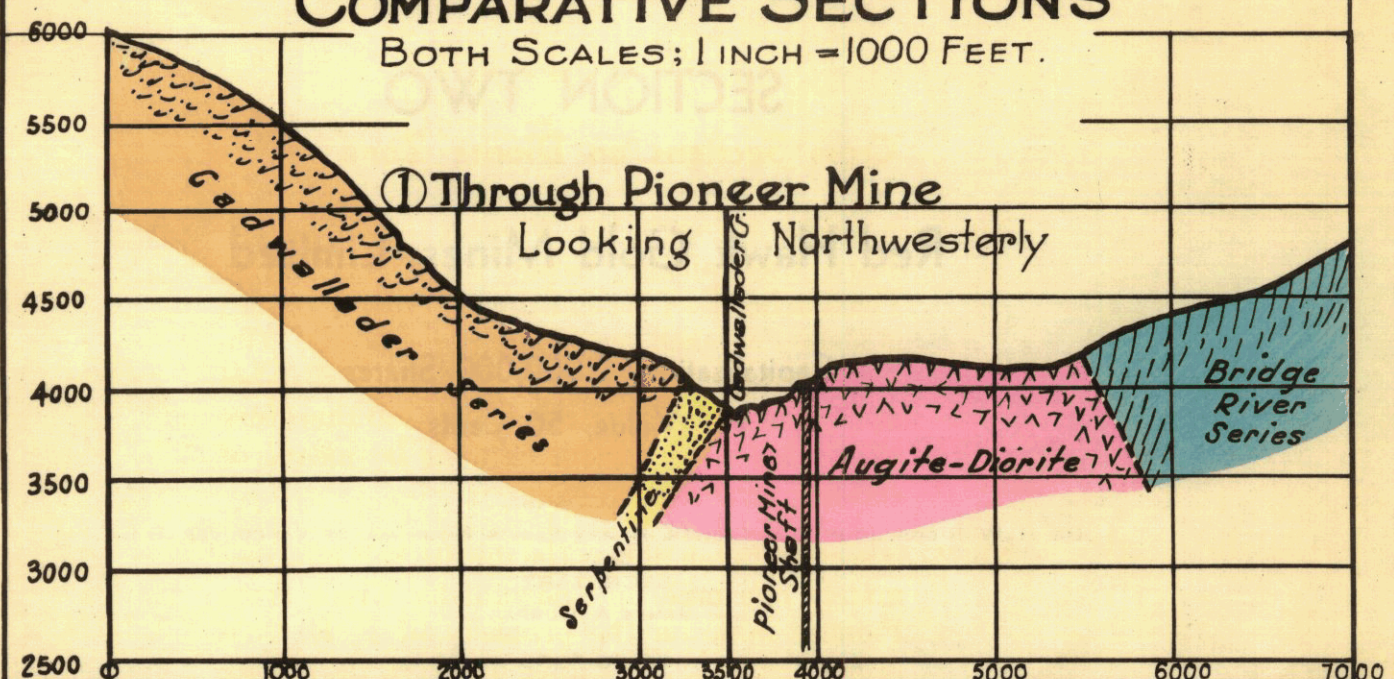 COMPARATIVE SECTIONS
BOTH SCALES; 1 INCH = 1000 FEET.
① Through Pioneer Mine
Looking Northwesterly
6000
5500
5000
4500
4000
3500
3000
2500
Cadwallader Series
Serpentine
Cadwallader Cr.
Pioneer Mine
Shaft
Augite-Diorite
Bridge
River
Series
0 1000 2000 3000 3500 4000 5000 6000 7000